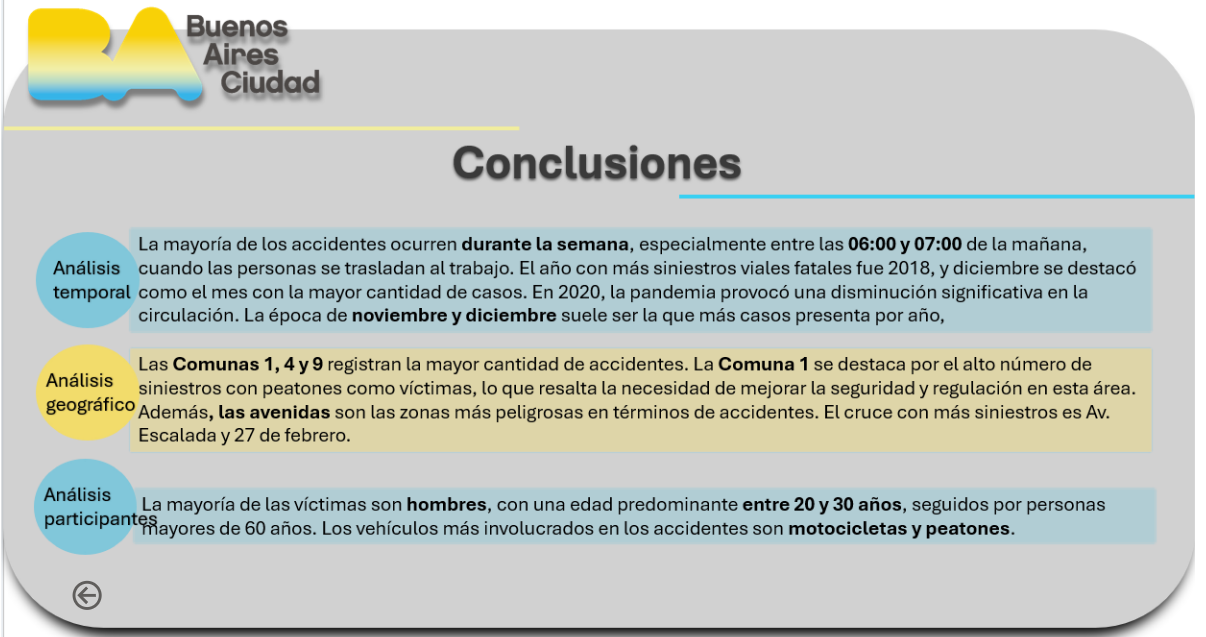 BA
Buenos
Aires
Ciudad
Conclusiones
Análisis
temporal
La mayoría de los accidentes ocurren durante la semana, especialmente entre las 06:00 y 07:00 de la mañana,
cuando las personas se trasladan al trabajo. El año con más siniestros viales fatales fue 2018, y diciembre se destacó
como el mes con la mayor cantidad de casos. En 2020, la pandemia provocó una disminución significativa en la
circulación. La época de noviembre y diciembre suele ser la que más casos presenta por año,
Análisis
geográfico
Las Comunas 1, 4 y 9 registran la mayor cantidad de accidentes. La Comuna 1 se destaca por el alto número de
siniestros con peatones como víctimas, lo que resalta la necesidad de mejorar la seguridad y regulación en esta área.
Además, las avenidas son las zonas más peligrosas en términos de accidentes. El cruce con más siniestros es Av.
Escalada y 27 de febrero.
Análisis
participantes
La mayoría de las víctimas son hombres, con una edad predominante entre 20 y 30 años, seguidos por personas
mayores de 60 años. Los vehículos más involucrados en los accidentes son motocicletas y peatones.